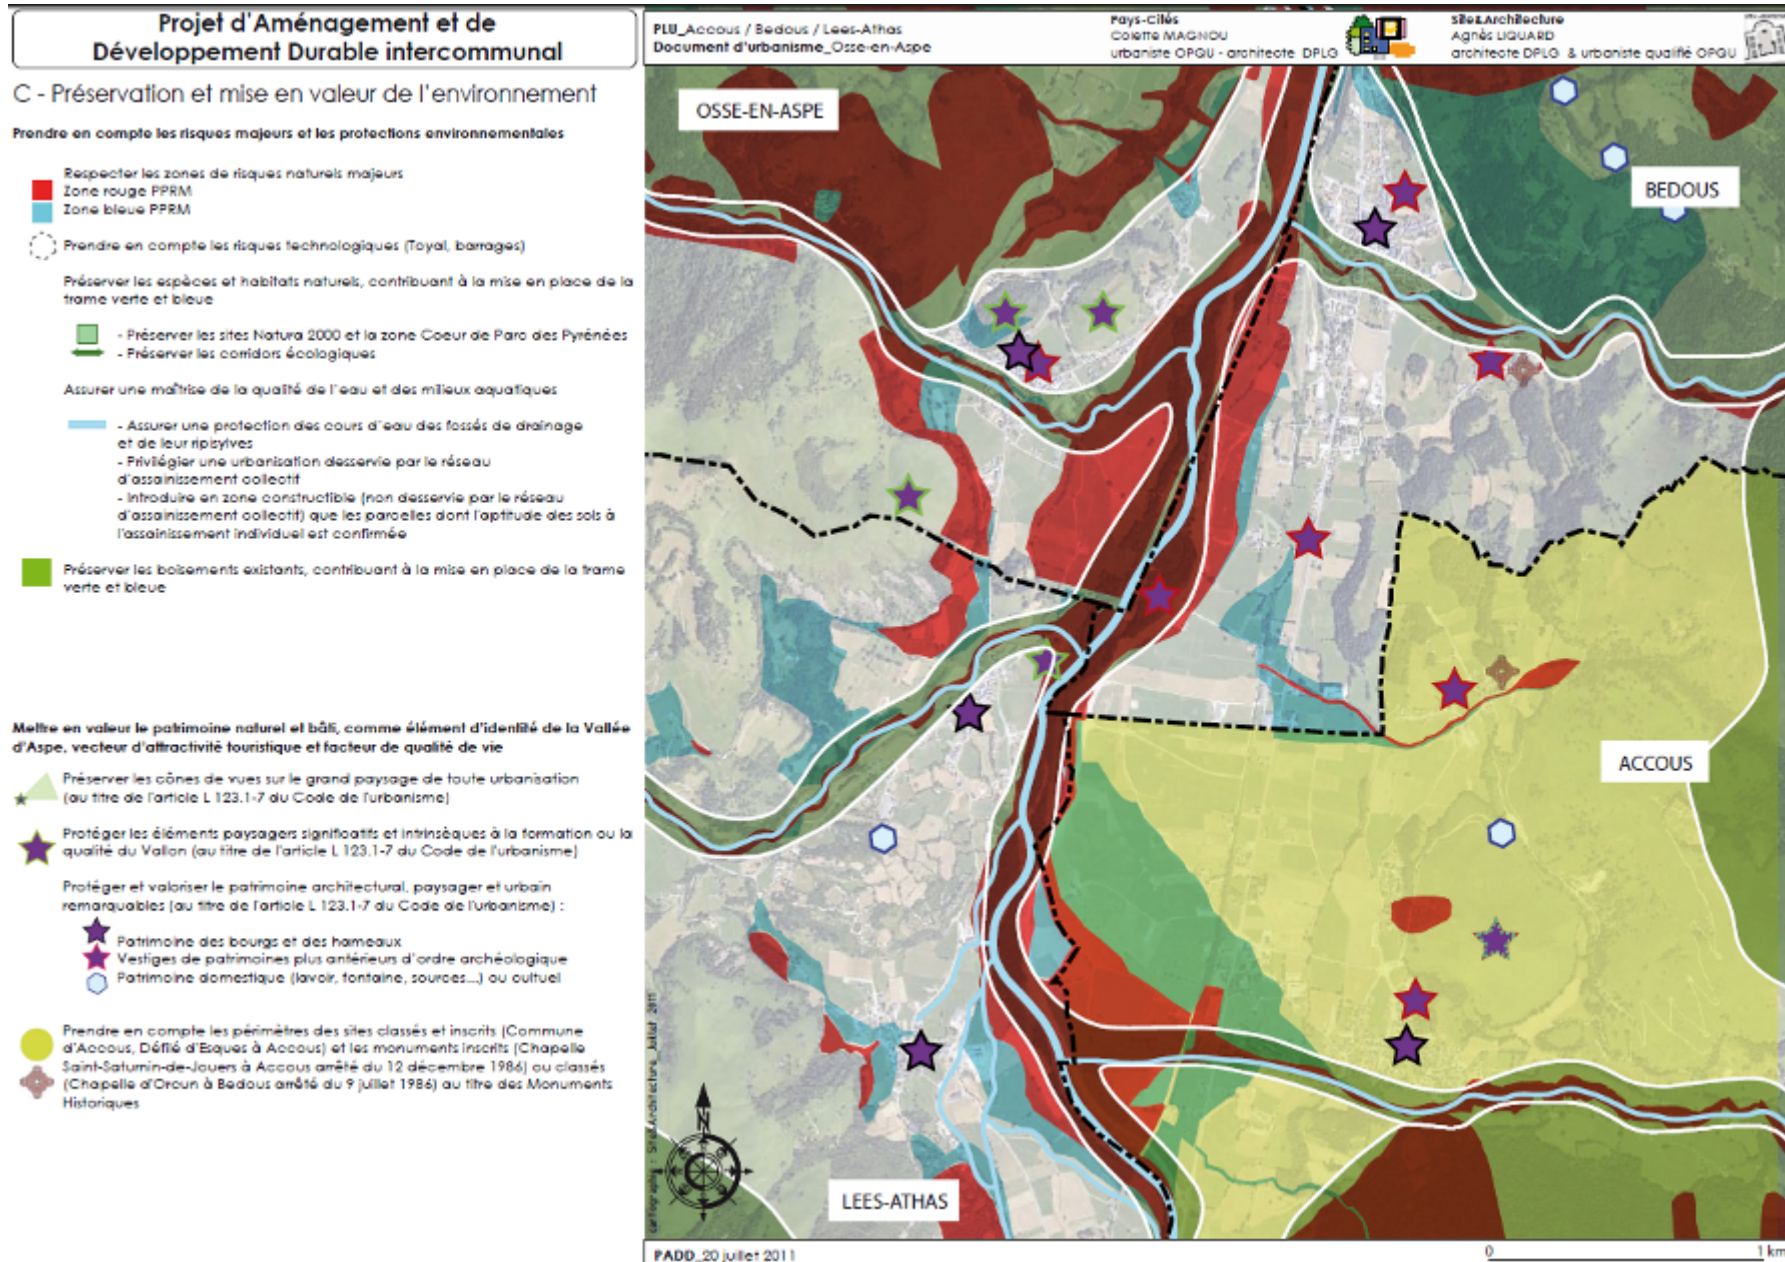 Projet d'Aménagement et de
Développement Durable intercommunal
PLU_Accous / Bedous / Lees-Athas
Document d'urbanisme_Osse-en-Aspe
Pays-Cités
Colette MAGNOU
urbaniste OPQU - architecte DPLG
Site&Architecture
Agnès LIQUARD
architecte DPLG & urbaniste qualifié OPQU
C - Préservation et mise en valeur de l'environnement
Prendre en compte les risques majeurs et les protections environnementales
Respecter les zones de risques naturels majeurs
Zone rouge PPRM
Zone bleue PPRM
Prendre en compte les risques technologiques (Toyal, barrages)
Préserver les espèces et habitats naturels, contribuant à la mise en place de la
trame verte et bleue
- Préserver les sites Natura 2000 et la zone Coeur de Parc des Pyrénées
- Préserver les corridors écologiques
Assurer une maîtrise de la qualité de l'eau et des milieux aquatiques
- Assurer une protection des cours d'eau des fossés de drainage
et de leur ripisylves
- Privilégier une urbanisation desservie par le réseau
d'assainissement collectif
- Introduire en zone constructible (non desservie par le réseau
d'assainissement collectif) que les parcelles dont l'aptitude des sols à
l'assainissement individuel est confirmée
Préserver les boisements existants, contribuant à la mise en place de la trame
verte et bleue
Mettre en valeur le patrimoine naturel et bâti, comme élément d'identité de la Vallée
d'Aspe, vecteur d'attractivité touristique et facteur de qualité de vie
Préserver les cônes de vues sur le grand paysage de toute urbanisation
(au titre de l'article L 123.1-7 du Code de l'urbanisme)
Protéger les éléments paysagers significatifs et intrinsèques à la formation ou la
qualité du Vallon (au titre de l'article L 123.1-7 du Code de l'urbanisme)
Protéger et valoriser le patrimoine architectural, paysager et urbain
remarquables (au titre de l'article L 123.1-7 du Code de l'urbanisme) :
Patrimoine des bourgs et des hameaux
Vestiges de patrimoines plus antérieurs d'ordre archéologique
Patrimoine domestique (lavoir, fontaine, sources...) ou cultuel
Prendre en compte les périmètres des sites classés et inscrits (Commune
d'Accous, Défilé d'Esques à Accous) et les monuments inscrits (Chapelle
Saint-Saturnin-de-Jouers à Accous arrêté du 12 décembre 1986) ou classés
(Chapelle d'Orcun à Bedous arrêté du 9 juillet 1986) au titre des Monuments
Historiques
OSSE-EN-ASPE
BEDOUS
ACCOUS
LEES-ATHAS
N
cartographie : Site&Architecture_Juillet 2011
PADD_20 juillet 2011
0
1 km